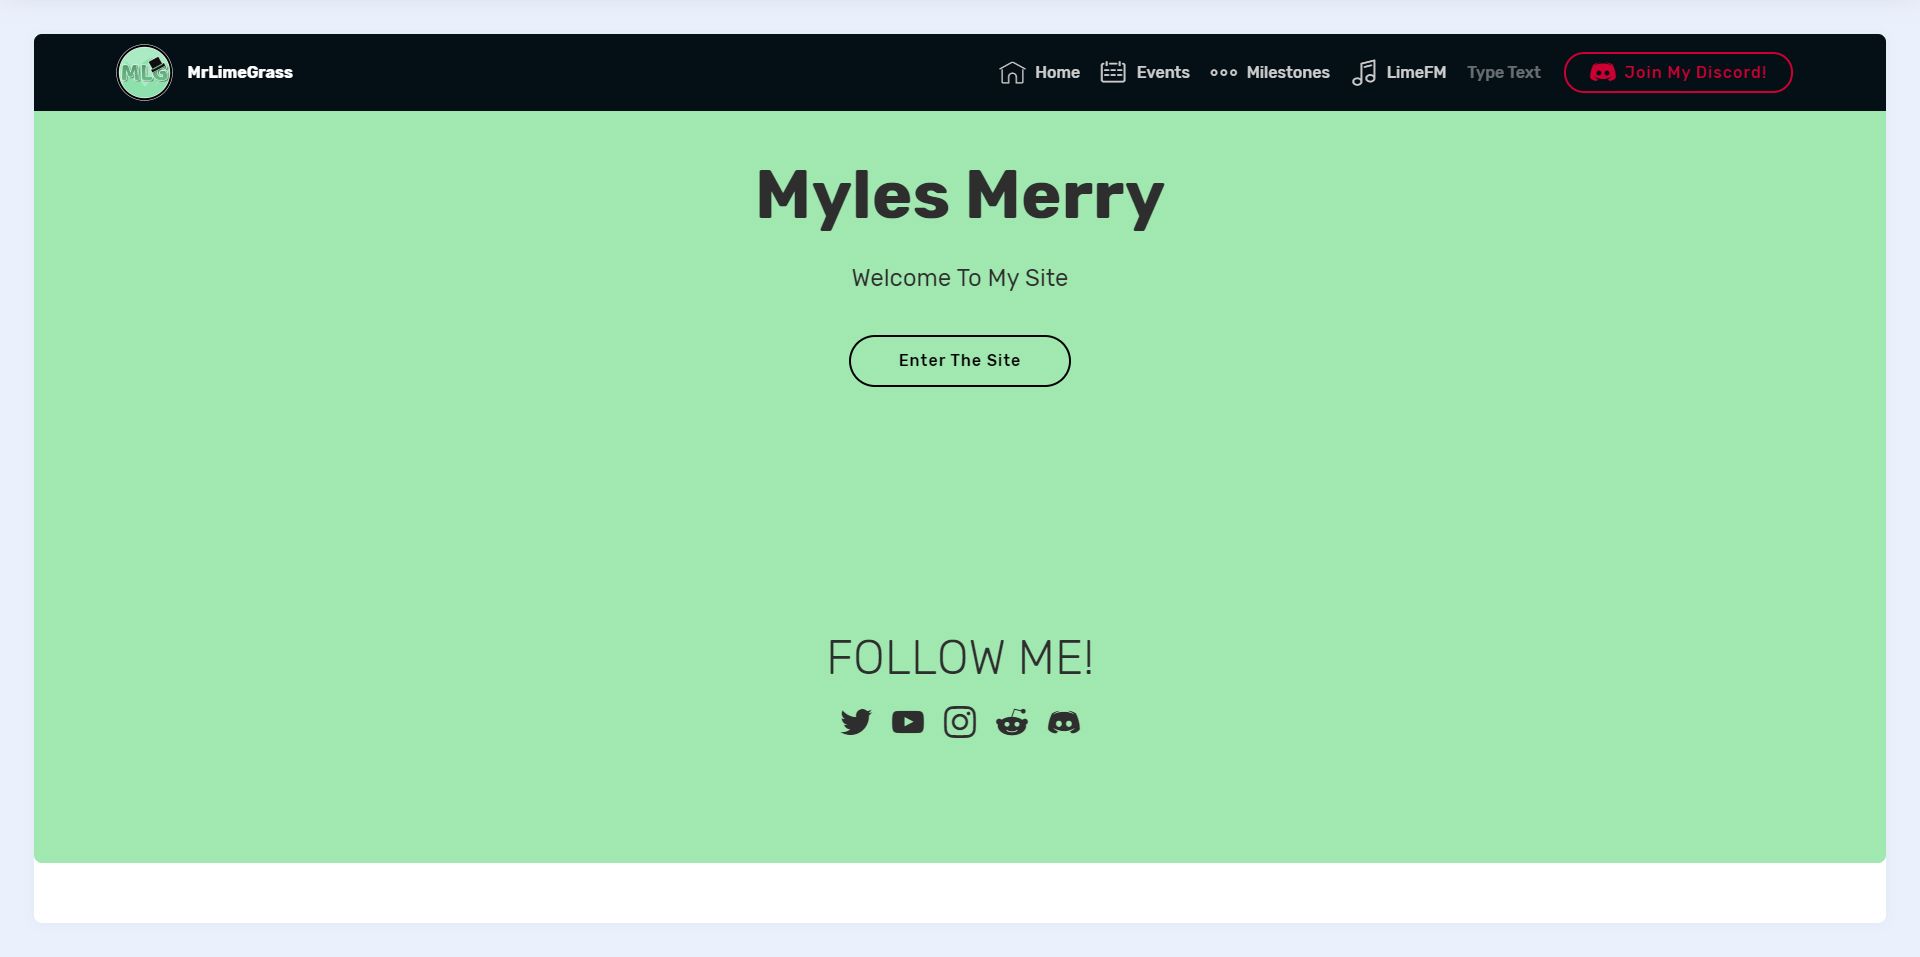 MLG
MrLimeGrass
Home
Events
Milestones
LimeFM
Type Text
Join My Discord!
Myles Merry
Welcome To My Site
Enter The Site
FOLLOW ME!